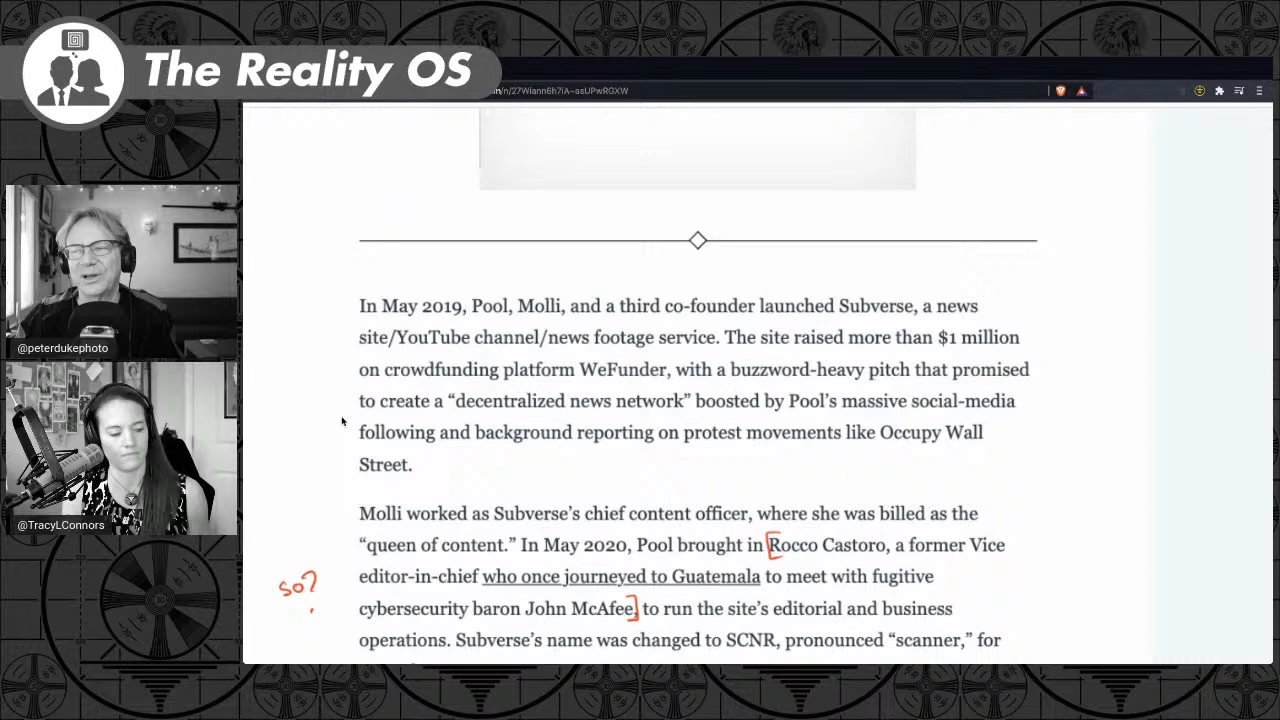 The Reality OS
n/27Wiann6h7iA-asUPwRGXW
In May 2019, Pool, Molli, and a third co-founder launched Subverse, a news
site/YouTube channel/news footage service. The site raised more than $1 million
on crowdfunding platform WeFunder, with a buzzword-heavy pitch that promised
to create a “decentralized news network” boosted by Pool’s massive social-media
following and background reporting on protest movements like Occupy Wall
Street.
Molli worked as Subverse’s chief content officer, where she was billed as the
“queen of content.” In May 2020, Pool brought in [Rocco Castoro, a former Vice
editor-in-chief who once journeyed to Guatemala to meet with fugitive
so?
cybersecurity baron John McAfee,] to run the site’s editorial and business
operations. Subverse’s name was changed to SCNR, pronounced “scanner,” for
@peterdukephoto
@TracyLConnors